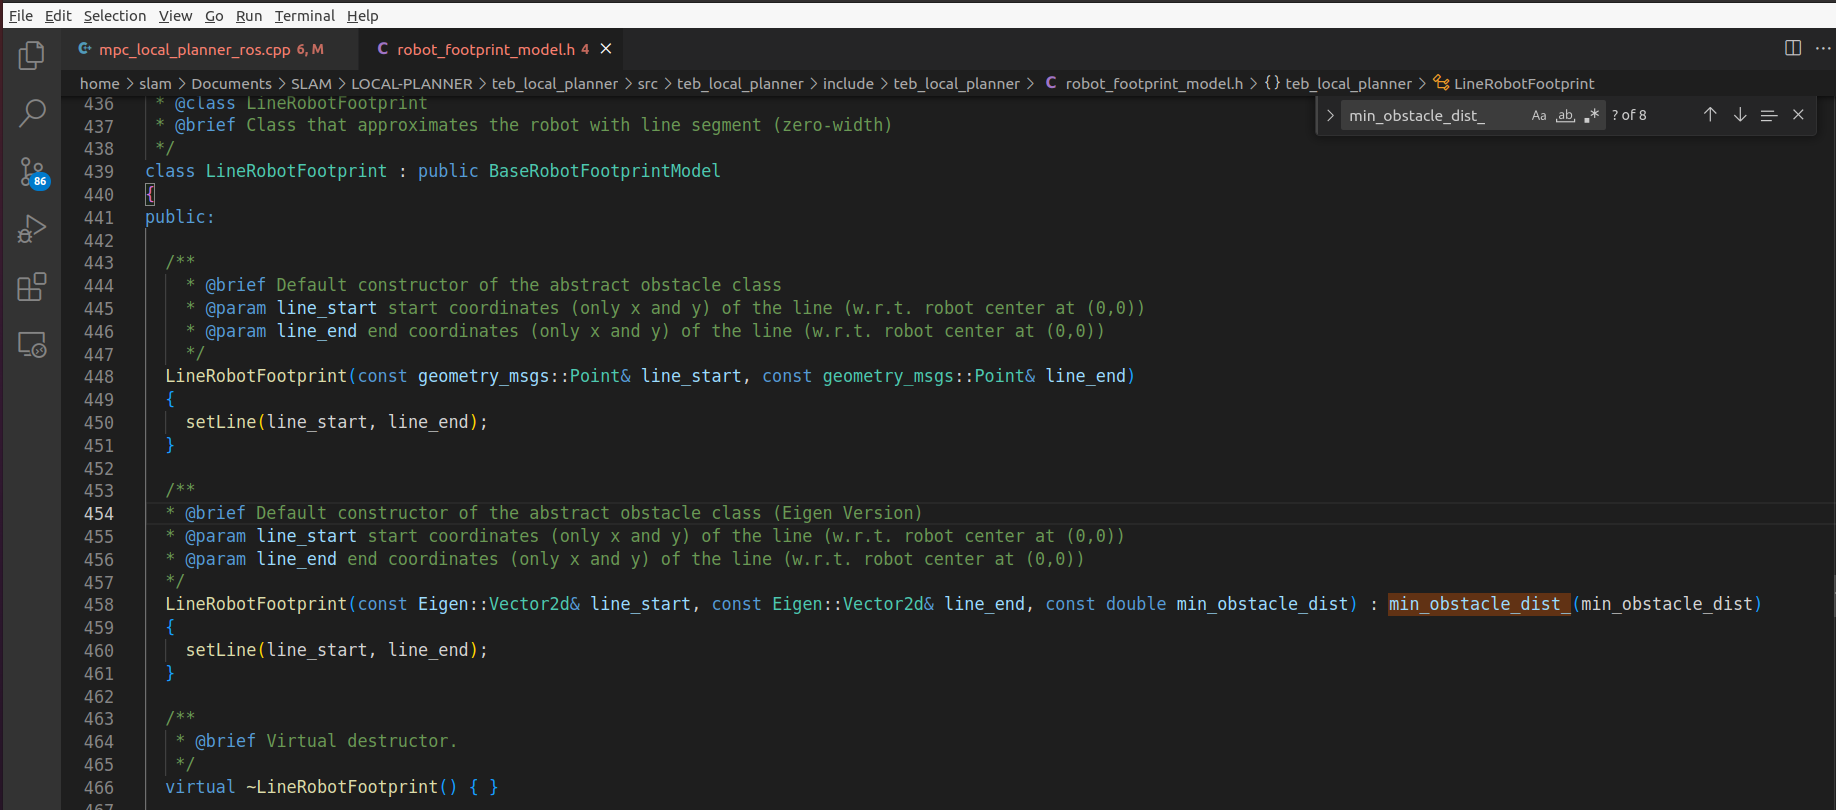 File Edit Selection View Go Run Terminal Help
mpc_local_planner_ros.cpp 6, M
robot_footprint_model.h 4
home > slam > Documents > SLAM > LOCAL-PLANNER > teb_local_planner > src > teb_local_planner > include > teb_local_planner > C robot_footprint_model.h > {} teb_local_planner > LineRobotFootprint
min_obstacle_dist_ Aa ab .* ? of 8
86
436 * @class LineRobotFootprint
437 * @brief Class that approximates the robot with line segment (zero-width)
438 */
439 class LineRobotFootprint : public BaseRobotFootprintModel
440 {
441 public:
442
443 /**
444 * @brief Default constructor of the abstract obstacle class
445 * @param line_start start coordinates (only x and y) of the line (w.r.t. robot center at (0,0))
446 * @param line_end end coordinates (only x and y) of the line (w.r.t. robot center at (0,0))
447 */
448 LineRobotFootprint(const geometry_msgs::Point& line_start, const geometry_msgs::Point& line_end)
449 {
450 setLine(line_start, line_end);
451 }
452
453 /**
454 * @brief Default constructor of the abstract obstacle class (Eigen Version)
455 * @param line_start start coordinates (only x and y) of the line (w.r.t. robot center at (0,0))
456 * @param line_end end coordinates (only x and y) of the line (w.r.t. robot center at (0,0))
457 */
458 LineRobotFootprint(const Eigen::Vector2d& line_start, const Eigen::Vector2d& line_end, const double min_obstacle_dist) : min_obstacle_dist_(min_obstacle_dist)
459 {
460 setLine(line_start, line_end);
461 }
462
463 /**
464 * @brief Virtual destructor.
465 */
466 virtual ~LineRobotFootprint() { }
467